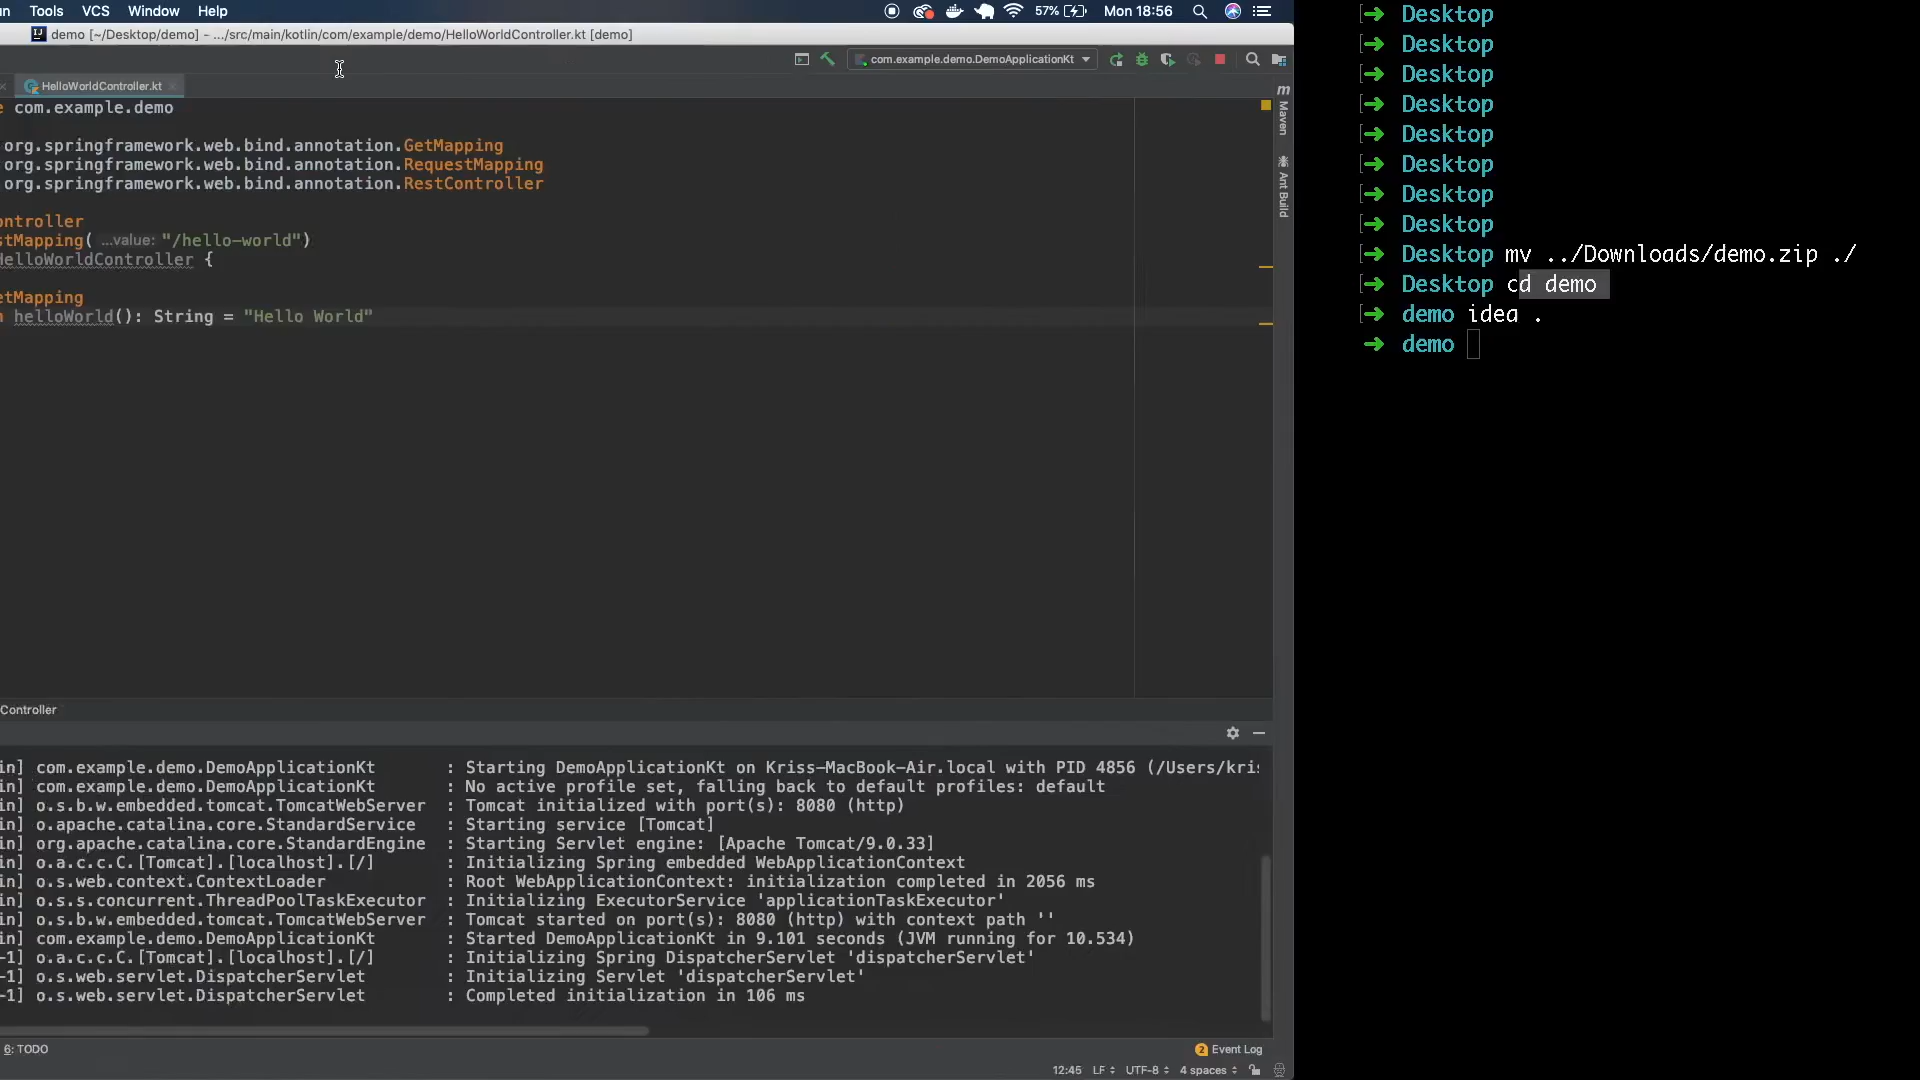 Tools VCS Window Help 57% Mon 18:56
demo [~/Desktop/demo] - .../src/main/kotlin/com/example/demo/HelloWorldController.kt [demo]
com.example.demo.DemoApplicationKt
HelloWorldController.kt
com.example.demo
org.springframework.web.bind.annotation.GetMapping
org.springframework.web.bind.annotation.RequestMapping
org.springframework.web.bind.annotation.RestController
ontroller
stMapping( ...value: "/hello-world")
HelloWorldController {
etMapping
n helloWorld(): String = "Hello World"
m
Maven
Ant Build
Controller
in] com.example.demo.DemoApplicationKt : Starting DemoApplicationKt on Kriss-MacBook-Air.local with PID 4856 (/Users/kris
in] com.example.demo.DemoApplicationKt : No active profile set, falling back to default profiles: default
in] o.s.b.w.embedded.tomcat.TomcatWebServer : Tomcat initialized with port(s): 8080 (http)
in] o.apache.catalina.core.StandardService : Starting service [Tomcat]
in] org.apache.catalina.core.StandardEngine : Starting Servlet engine: [Apache Tomcat/9.0.33]
in] o.a.c.c.C.[Tomcat].[localhost].[/] : Initializing Spring embedded WebApplicationContext
in] o.s.web.context.ContextLoader : Root WebApplicationContext: initialization completed in 2056 ms
in] o.s.s.concurrent.ThreadPoolTaskExecutor : Initializing ExecutorService 'applicationTaskExecutor'
in] o.s.b.w.embedded.tomcat.TomcatWebServer : Tomcat started on port(s): 8080 (http) with context path ''
in] com.example.demo.DemoApplicationKt : Started DemoApplicationKt in 9.101 seconds (JVM running for 10.534)
-1] o.a.c.c.C.[Tomcat].[localhost].[/] : Initializing Spring DispatcherServlet 'dispatcherServlet'
-1] o.s.web.servlet.DispatcherServlet : Initializing Servlet 'dispatcherServlet'
-1] o.s.web.servlet.DispatcherServlet : Completed initialization in 106 ms
6: TODO
2 Event Log
12:45 LF UTF-8 4 spaces
[→ Desktop
[→ Desktop
[→ Desktop
[→ Desktop
[→ Desktop
[→ Desktop
[→ Desktop
[→ Desktop
[→ Desktop mv ../Downloads/demo.zip ./
[→ Desktop cd demo
[→ demo idea .
→ demo